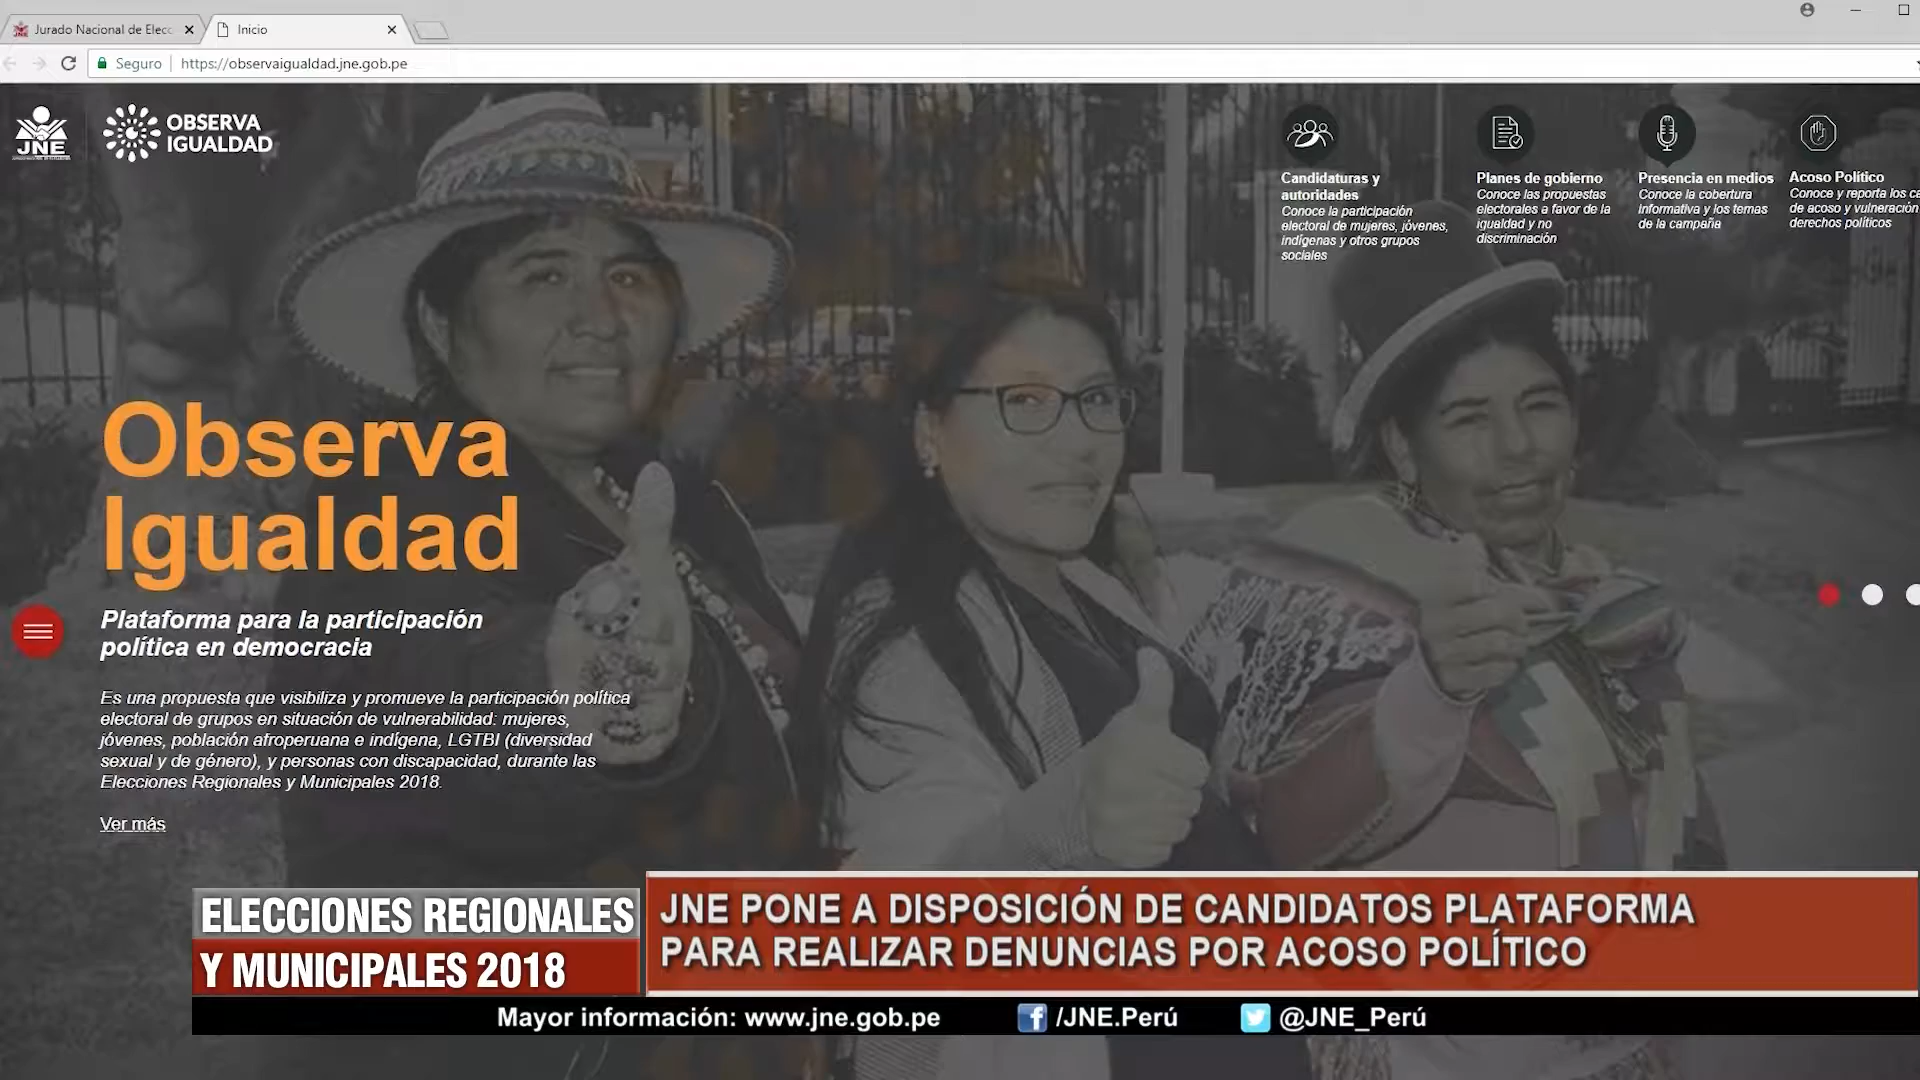 Jurado Nacional de Elecc
Inicio
Seguro
https://observaigualdad.jne.gob.pe
JNE
OBSERVA
IGUALDAD
Candidaturas y
autoridades
Conoce la participación
electoral de mujeres, jóvenes,
indígenas y otros grupos
sociales
Planes de gobierno
Conoce las propuestas
electorales a favor de la
igualdad y no
discriminación
Presencia en medios
Conoce la cobertura
informativa y los temas
de la campaña
Acoso Político
Conoce y reporta los ca
de acoso y vulneración
derechos políticos
Observa
Igualdad
Plataforma para la participación
política en democracia
Es una propuesta que visibiliza y promueve la participación política
electoral de grupos en situación de vulnerabilidad: mujeres,
jóvenes, población afroperuana e indígena, LGTBI (diversidad
sexual y de género), y personas con discapacidad, durante las
Elecciones Regionales y Municipales 2018.
Ver más
ELECCIONES REGIONALES
Y MUNICIPALES 2018
JNE PONE A DISPOSICIÓN DE CANDIDATOS PLATAFORMA
PARA REALIZAR DENUNCIAS POR ACOSO POLÍTICO
Mayor información: www.jne.gob.pe
/JNE.Perú
@JNE_Perú